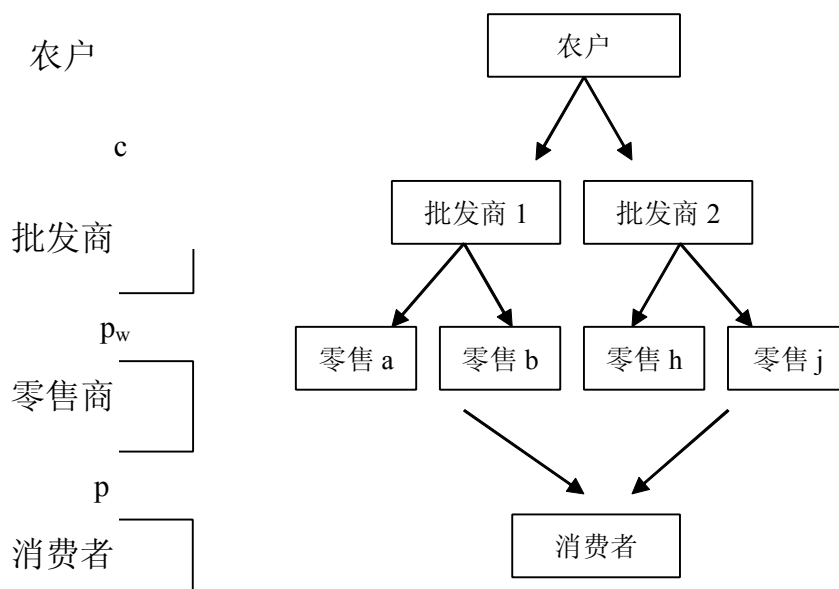 农户
农户
c
批发商 1
批发商 2
批发商
p_w
零售 a
零售 b
零售 h
零售 j
零售商
p
消费者
消费者